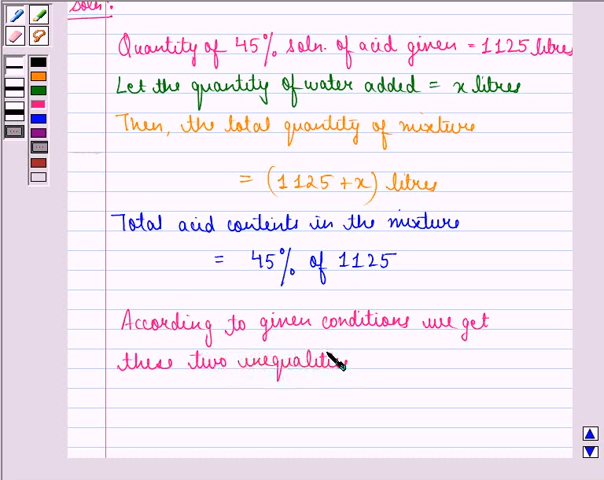 Soln:
Quantity of 45% soln. of acid given = 1125 litres
Let the quantity of water added = x litres
Then, the total quantity of mixture
= (1125 + x) litres
Total acid contents in the mixture
= 45% of 1125
According to given conditions we get
these two inequalities